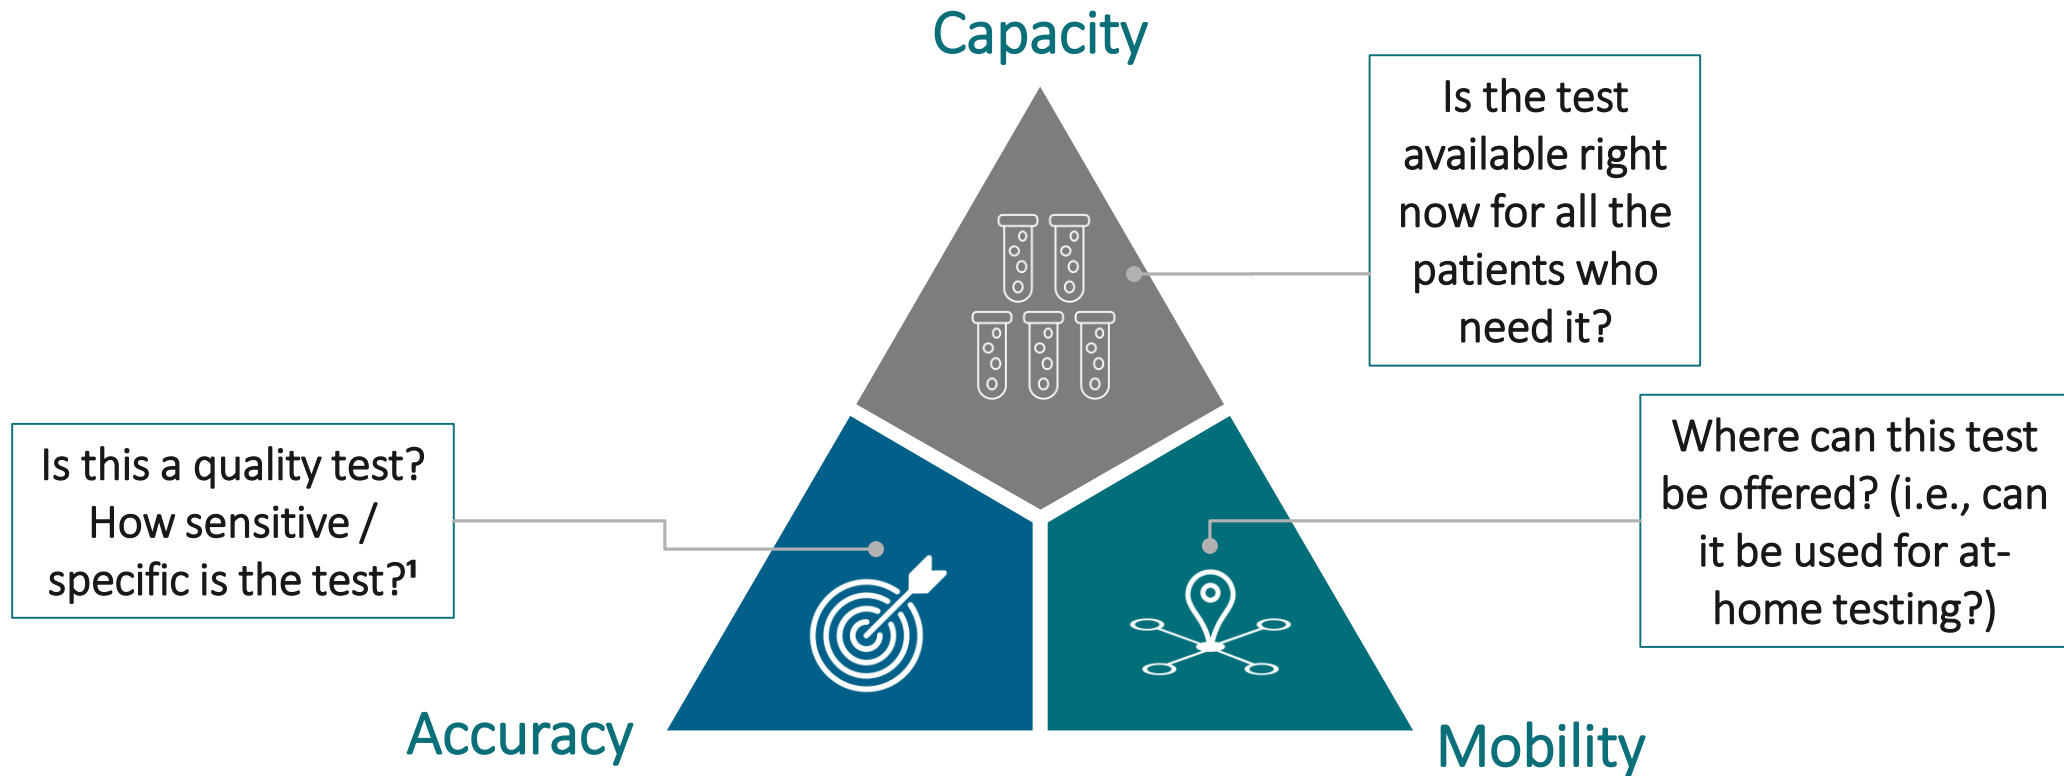 Capacity
Is the test
available right
now for all the
patients who
need it?
Is this a quality test?
How sensitive /
specific is the test?¹
Where can this test
be offered? (i.e., can
it be used for at-
home testing?)
Accuracy
Mobility